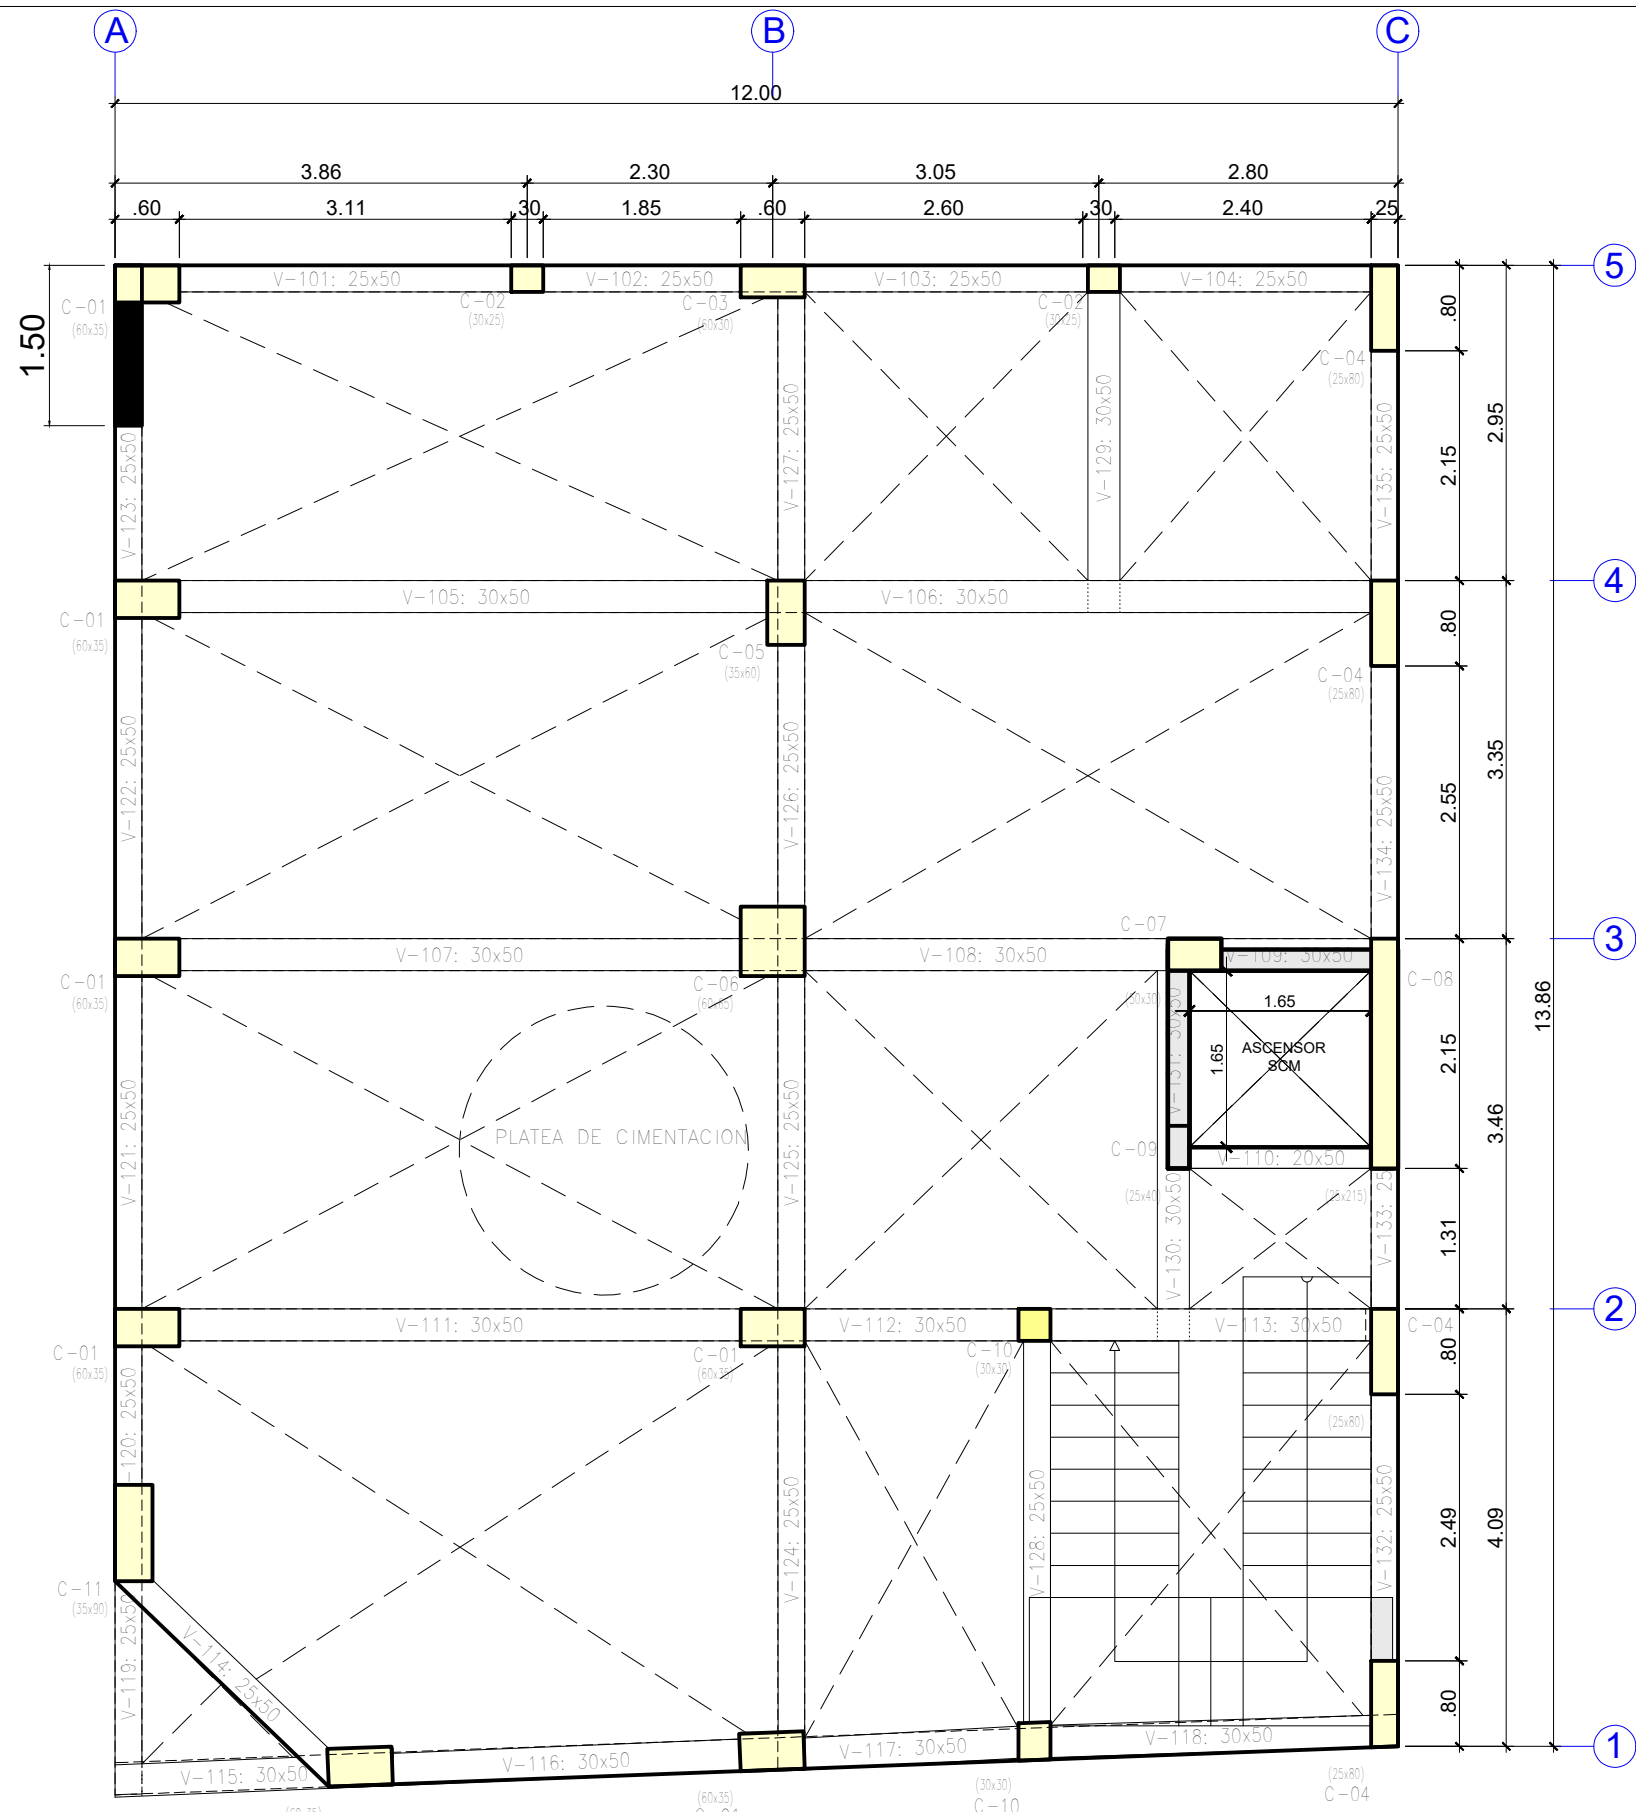 A
B
C
12.00
3.86
2.30
3.05
2.80
.60
3.11
.30
1.85
.60
2.60
.30
2.40
.25
5
V-101: 25x50
V-102: 25x50
V-103: 25x50
V-104: 25x50
C-01
(60x35)
C-02
(30x25)
C-03
(60x30)
C-02
(30x25)
.80
1.50
C-04
(25x80)
2.95
V-123: 25x50
V-127: 25x50
V-129: 30x50
V-135: 25x50
2.15
4
V-105: 30x50
V-106: 30x50
C-01
(60x35)
C-05
(35x60)
.80
C-04
(25x80)
3.35
V-122: 25x50
V-126: 25x50
V-134: 25x50
2.55
C-07
3
V-107: 30x50
V-108: 30x50
V-109: 30x50
C-01
(60x35)
C-06
C-08
1.65
13.86
ASCENSOR
SCM
1.65
2.15
V-121: 25x50
V-125: 25x50
PLATEA DE CIMENTACION
3.46
C-09
V-110: 20x50
(25x40)
(25x215)
V-130: 30x50
V-133: 25
1.31
2
V-111: 30x50
V-112: 30x50
V-113: 30x50
C-04
C-01
(60x35)
C-01
(60x35)
C-10
(30x30)
.80
(25x80)
-120: 25x50
V-124: 25x50
V-128: 25x50
V-132: 25x50
2.49
4.09
C-11
(35x90)
V-119: 25x50
V-114: 25x50
.80
1
V-115: 30x50
V-116: 30x50
V-117: 30x50
V-118: 30x50
(60x35)
(30x30)
C-10
(25x80)
C-04